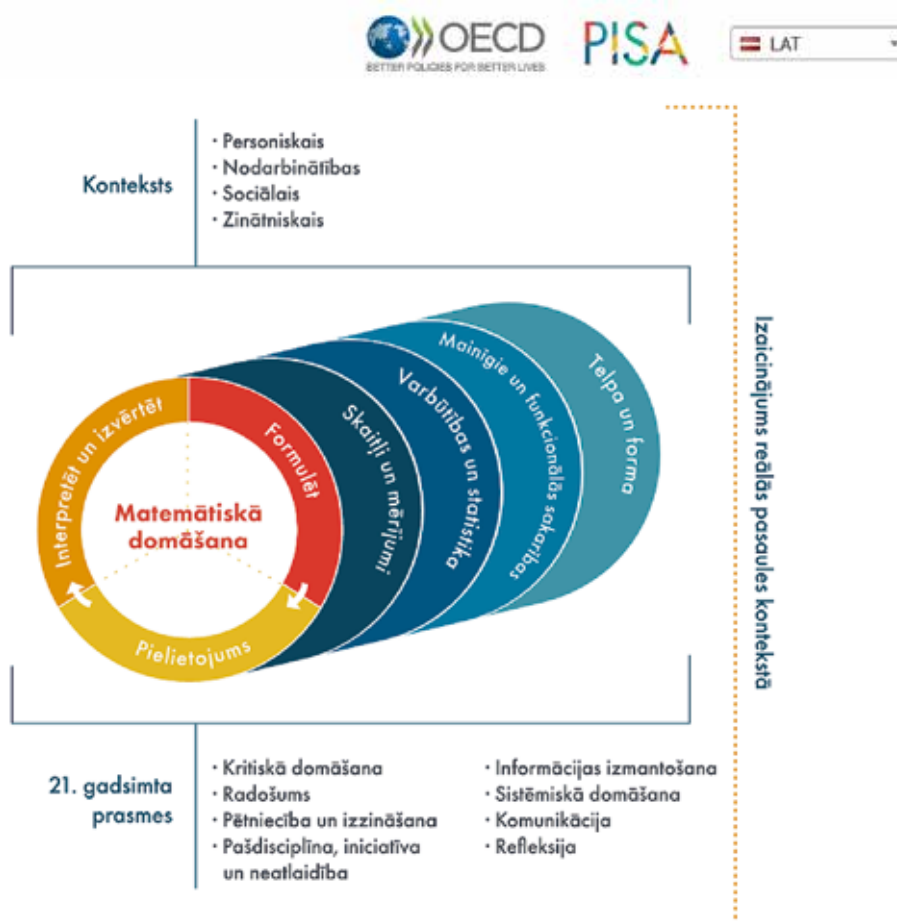 OECD
BETTER POLICIES FOR BETTER LIVES
PISA
LAT
Konteksts
· Personiskais
· Nodarbinātības
· Sociālais
· Zinātniskais
Interpretēt un izvērtēt
Formulēt
Pielietojums
Matemātiskā
domāšana
Skaitļi un mērījumi
Varbūtības un statistika
Mainīgie un funkcionālās sakarības
Telpa un forma
Izaicinājums reālās pasaules kontekstā
21. gadsimta
prasmes
· Kritiskā domāšana
· Radošums
· Pētniecība un izzināšana
· Pašdisciplīna, iniciatīva
un neatlaidība
· Informācijas izmantošana
· Sistēmiskā domāšana
· Komunikācija
· Refleksija